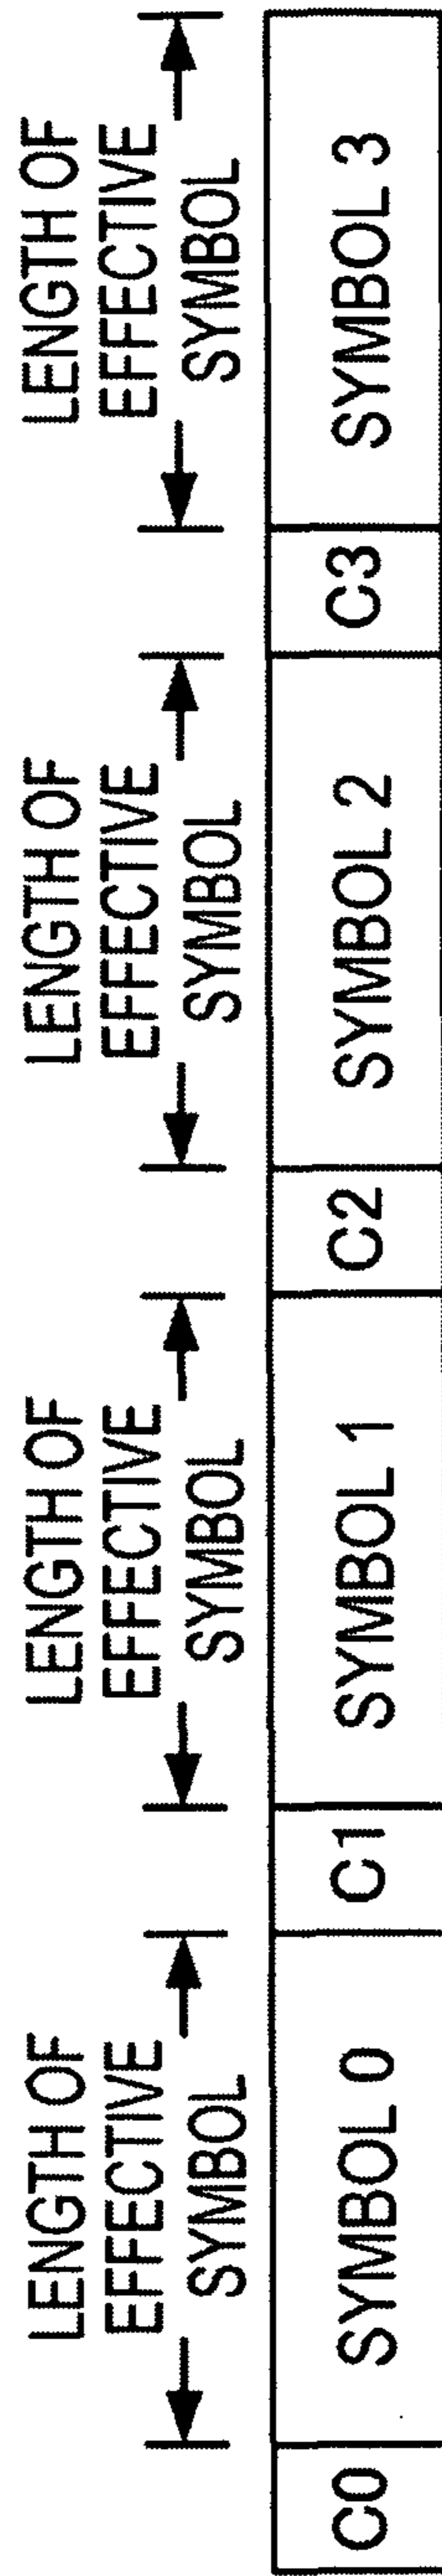 LENGTH OF
EFFECTIVE
SYMBOL
LENGTH OF
EFFECTIVE
SYMBOL
LENGTH OF
EFFECTIVE
SYMBOL
LENGTH OF
EFFECTIVE
SYMBOL
C0 SYMBOL 0 C1 SYMBOL 1 C2 SYMBOL 2 C3 SYMBOL 3